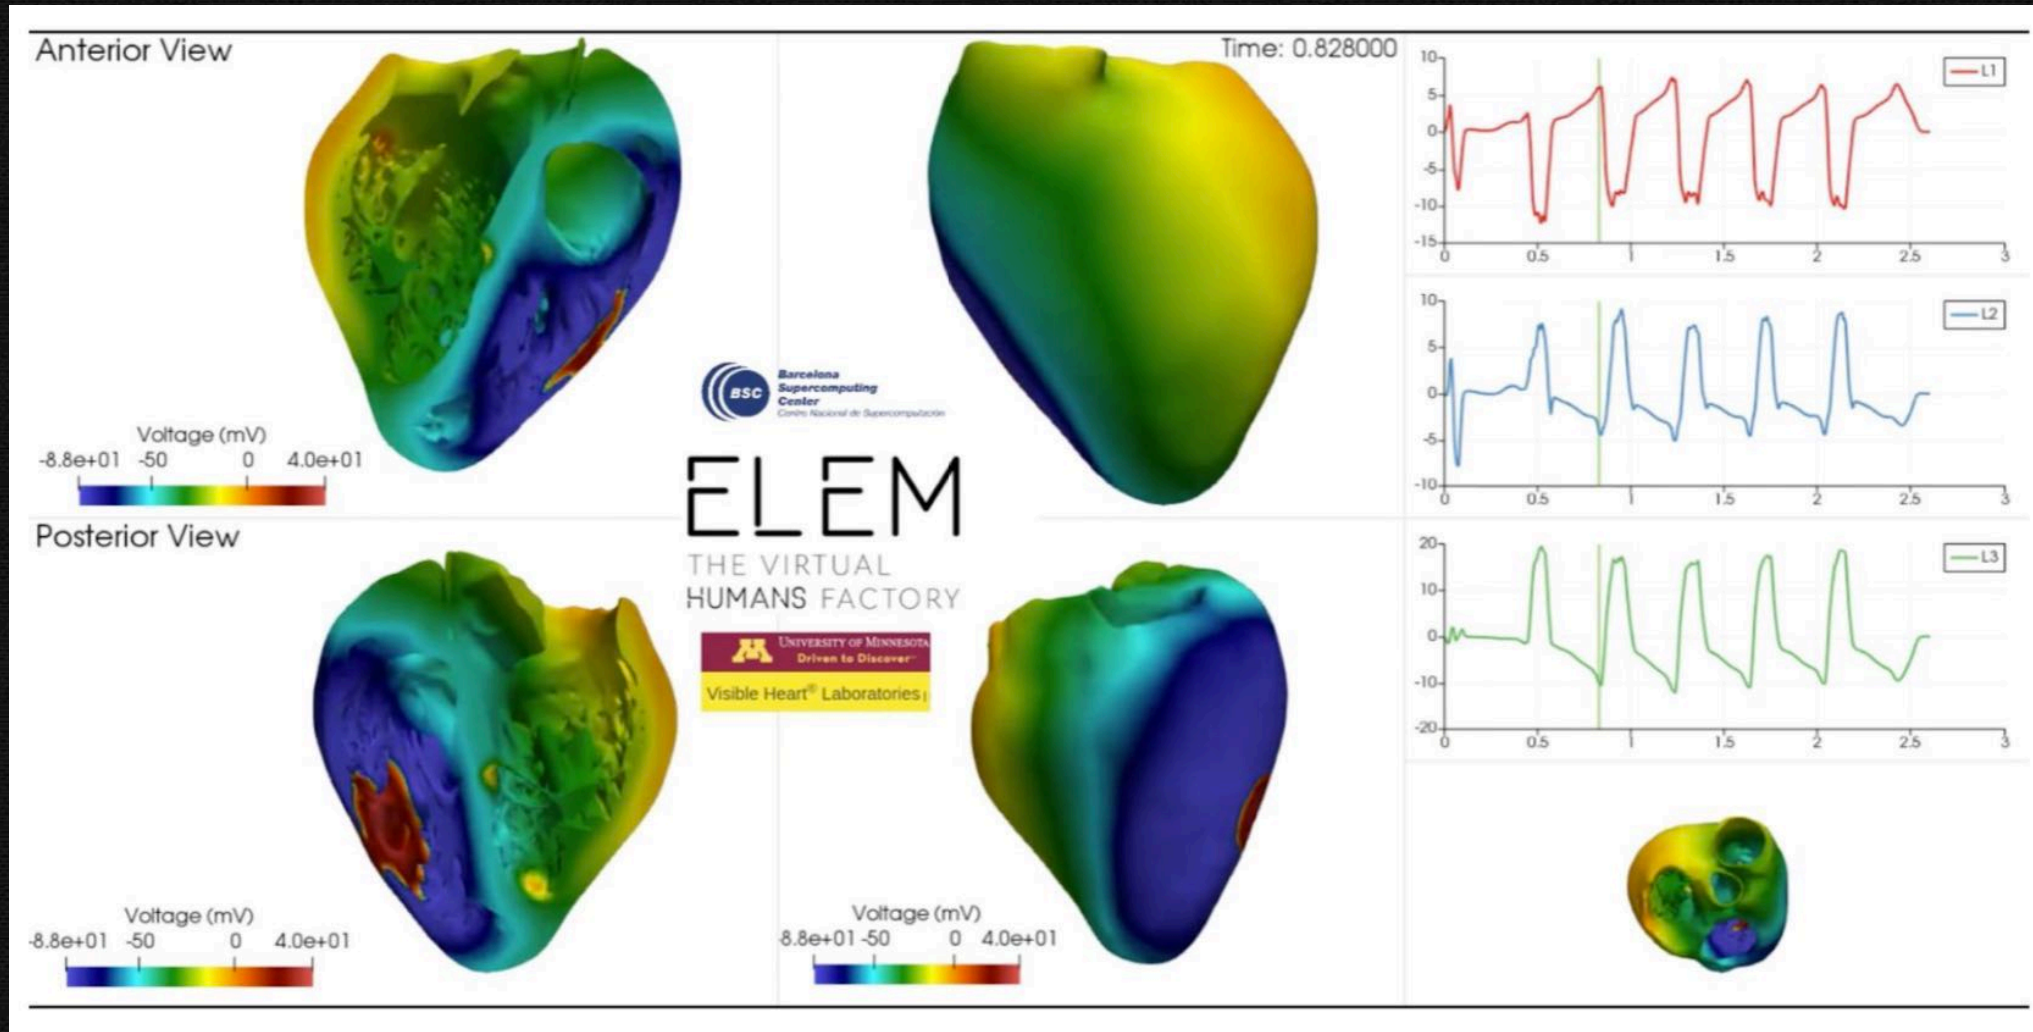 Anterior View
Time: 0.828000
Voltage (mV)
-8.8e+01 -50 0 4.0e+01
BSC
Barcelona
Supercomputing
Center
Centro Nacional de Supercomputación
ELEM
THE VIRTUAL
HUMANS FACTORY
UNIVERSITY OF MINNESOTA
Driven to Discover
Visible Heart® Laboratories
Posterior View
Voltage (mV)
-8.8e+01 -50 0 4.0e+01
Voltage (mV)
8.8e+01 -50 0 4.0e+01
L1
10
5
0
-5
-10
-15
0 0.5 1 1.5 2 2.5 3
L2
10
5
0
-5
-10
0 0.5 1 1.5 2 2.5 3
L3
20
10
0
-10
-20
0 0.5 1 1.5 2 2.5 3